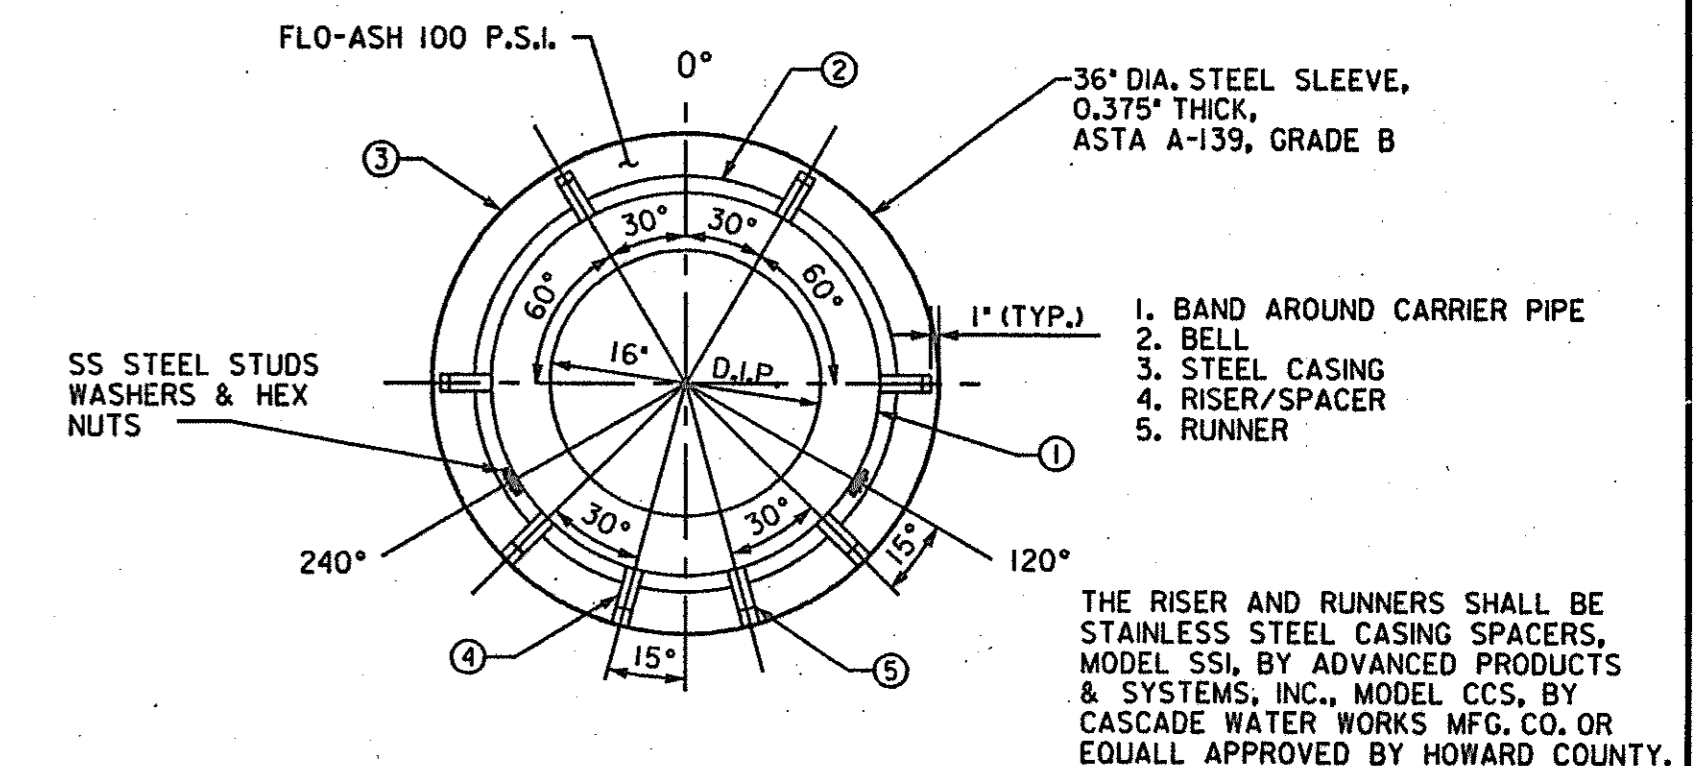 FLO-ASH 100 P.S.I.
0°
2
36" DIA. STEEL SLEEVE,
0.375" THICK,
ASTA A-139, GRADE B
3
30°
30°
60°
60°
1" (TYP.)
16"
D.I.P.
1. BAND AROUND CARRIER PIPE
2. BELL
3. STEEL CASING
4. RISER/SPACER
5. RUNNER
SS STEEL STUDS
WASHERS & HEX
NUTS
1
30°
30°
15°
240°
120°
4
15°
5
THE RISER AND RUNNERS SHALL BE
STAINLESS STEEL CASING SPACERS,
MODEL SSI, BY ADVANCED PRODUCTS
& SYSTEMS, INC., MODEL CCS, BY
CASCADE WATER WORKS MFG. CO. OR
EQUALL APPROVED BY HOWARD COUNTY.